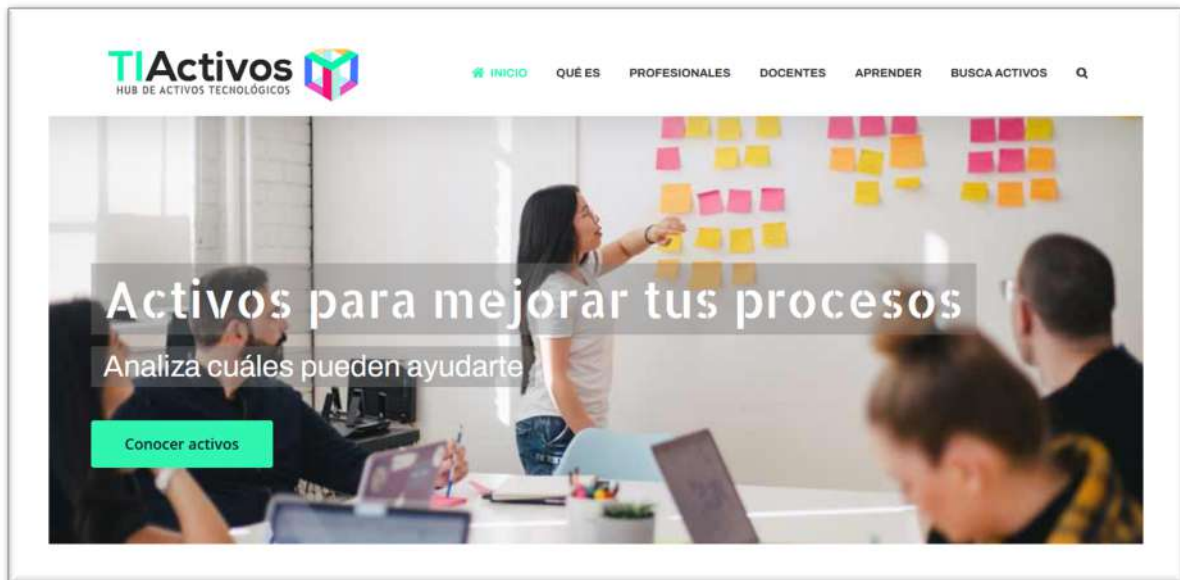 TIActivos
HUB DE ACTIVOS TECNOLÓGICOS
INICIO QUÉ ES PROFESIONALES DOCENTES APRENDER BUSCA ACTIVOS
Activos para mejorar tus procesos
Analiza cuáles pueden ayudarte
Conocer activos